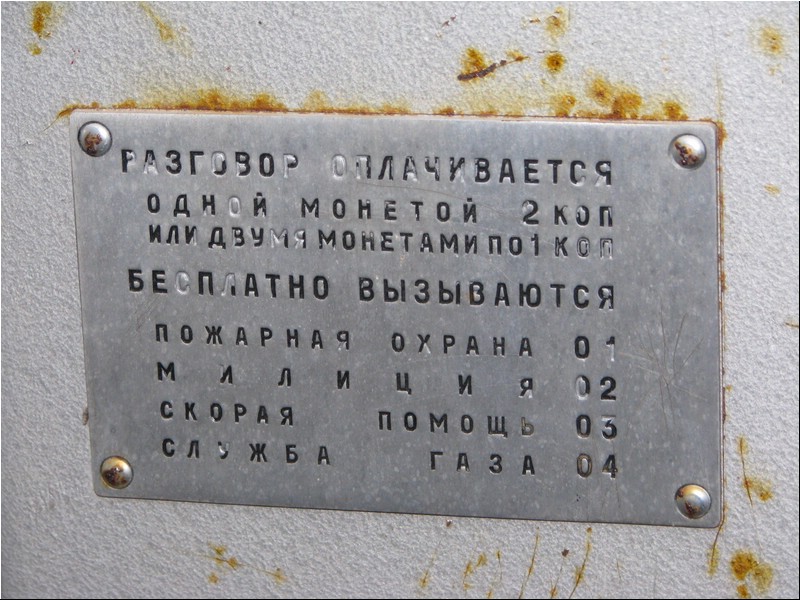 РАЗГОВОР ОПЛАЧИВАЕТСЯ
ОДНОЙ МОНЕТОЙ 2 КОП
ИЛИ ДВУМЯ МОНЕТАМИ ПО 1 КОП
БЕСПЛАТНО ВЫЗЫВАЮТСЯ
ПОЖАРНАЯ ОХРАНА 01
МИЛИЦИЯ 02
СКОРАЯ ПОМОЩЬ 03
СЛУЖБА ГАЗА 04